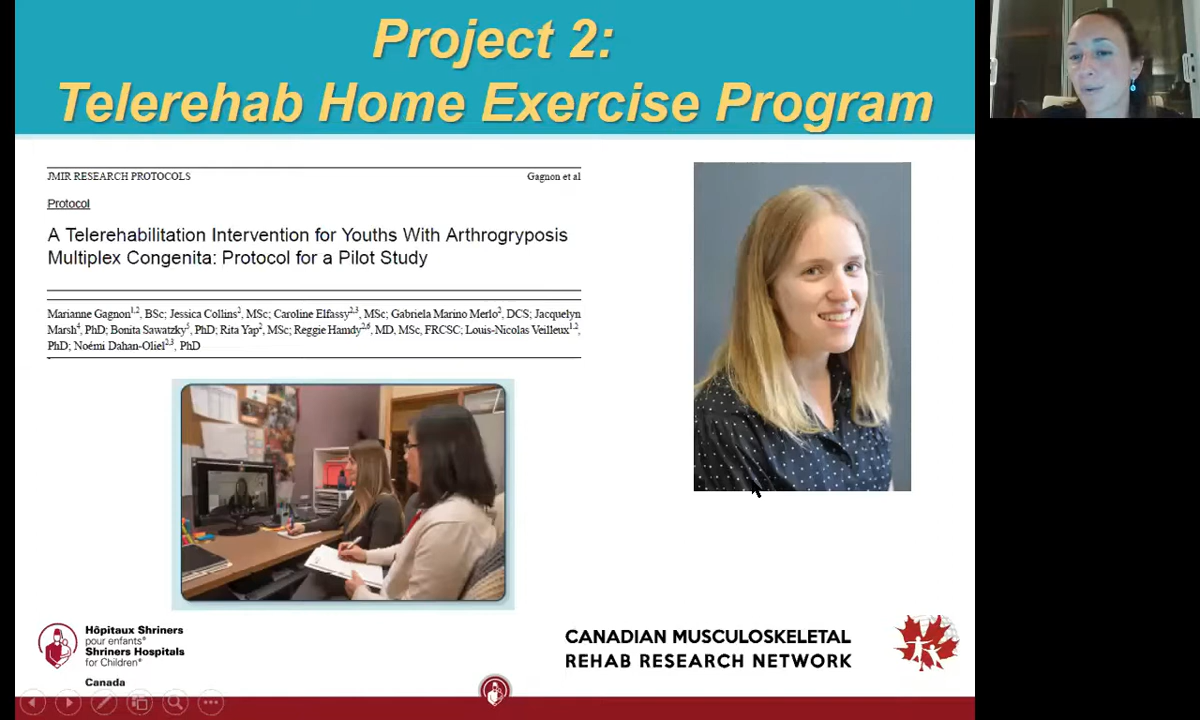 Project 2:
Telerehab Home Exercise Program
JMIR RESEARCH PROTOCOLS Gagnon et al
Protocol
A Telerehabilitation Intervention for Youths With Arthrogryposis
Multiplex Congenita: Protocol for a Pilot Study
Marianne Gagnon1,2, BSc; Jessica Collins2, MSc; Caroline Elfassy2,3, MSc; Gabriela Marino Merlo2, DCS; Jacquelyn
Marsh4, PhD; Bonita Sawatzky5, PhD; Rita Yap2, MSc; Reggie Hamdy2,6, MD, MSc, FRCSC; Louis-Nicolas Veilleux1,2,
PhD; Noémi Dahan-Oliel2,3, PhD
Hôpitaux Shriners
pour enfants®
Shriners Hospitals
for Children®
Canada
CANADIAN MUSCULOSKELETAL
REHAB RESEARCH NETWORK